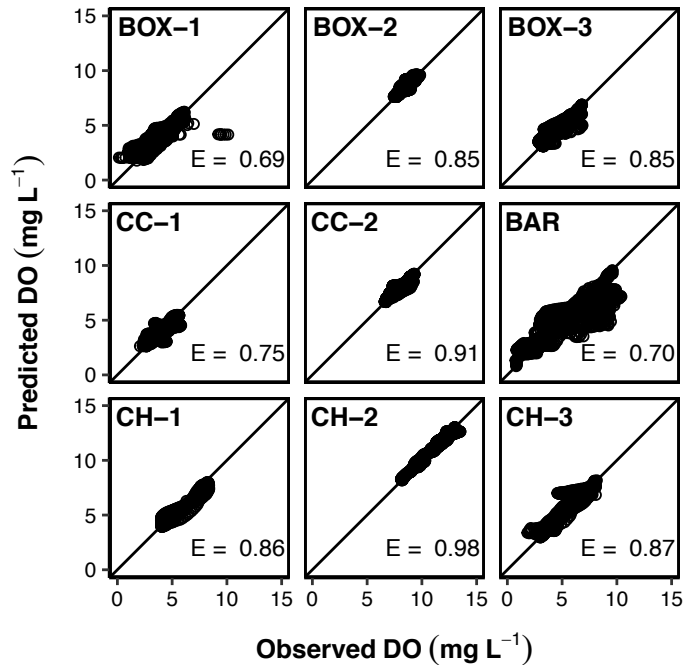 15
BOX−1
BOX−2
BOX−3
10
5
E = 0.69
E = 0.85
E = 0.85
0
15
CC−1
CC−2
BAR
10
5
E = 0.75
E = 0.91
E = 0.70
0
15
CH−1
CH−2
CH−3
10
5
E = 0.86
E = 0.98
E = 0.87
0
0 5 10 15 0 5 10 15 0 5 10 15
Predicted DO (mg L⁻¹)
Observed DO (mg L⁻¹)